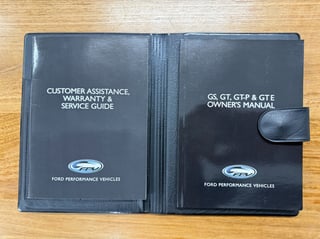 CUSTOMER ASSISTANCE,
WARRANTY &
SERVICE GUIDE
FPV
FORD PERFORMANCE VEHICLES
GS, GT, GT-P & GT E
OWNER'S MANUAL
FPV
FORD PERFORMANCE VEHICLES